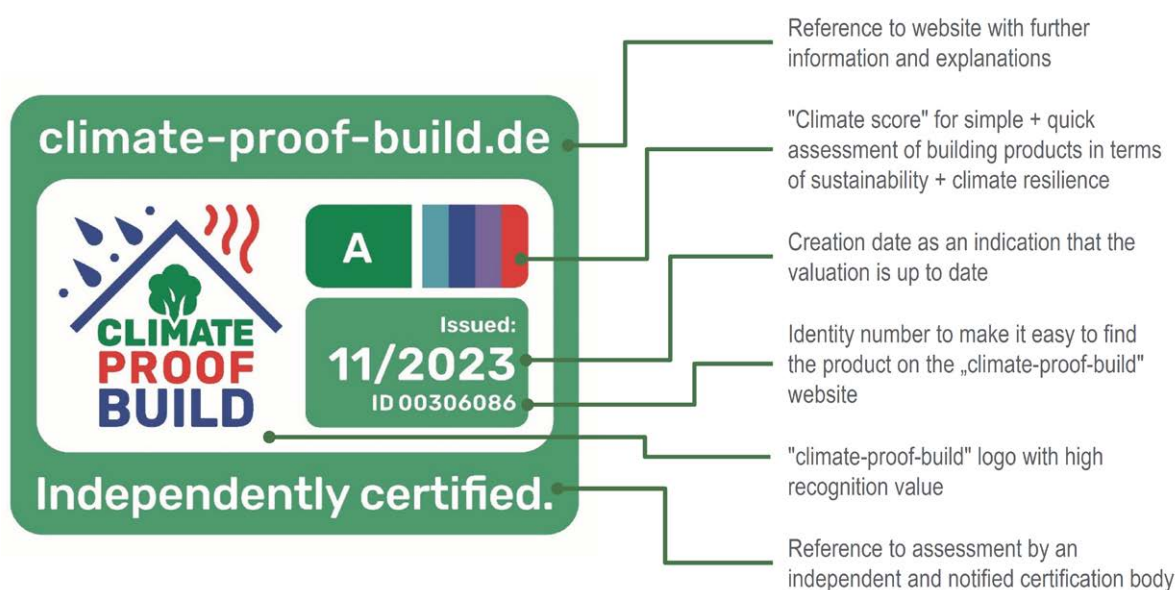 climate-proof-build.de
CLIMATE
PROOF
BUILD
A
Issued:
11/2023
ID 00306086
Independently certified.
Reference to website with further
information and explanations
"Climate score" for simple + quick
assessment of building products in terms
of sustainability + climate resilience
Creation date as an indication that the
valuation is up to date
Identity number to make it easy to find
the product on the „climate-proof-build"
website
"climate-proof-build" logo with high
recognition value
Reference to assessment by an
independent and notified certification body